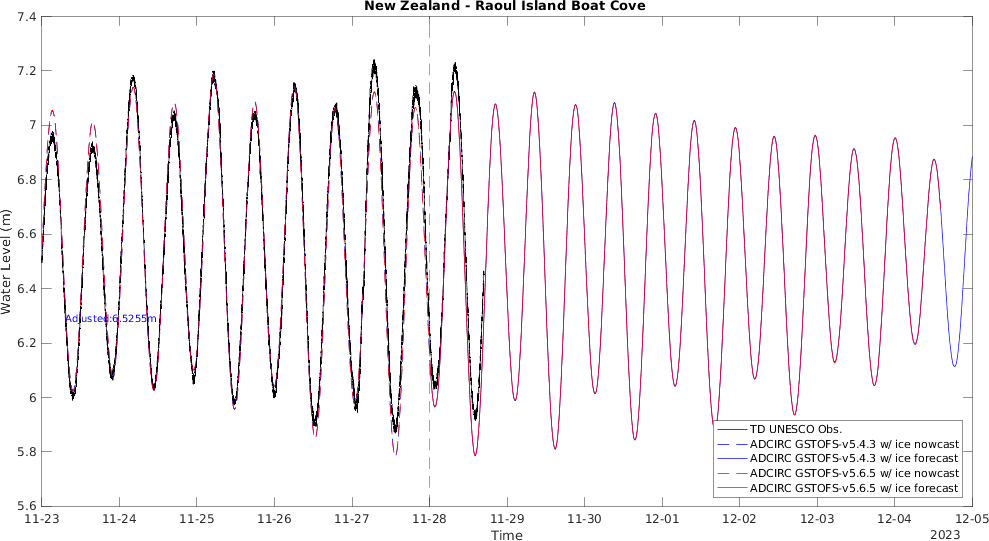 New Zealand - Raoul Island Boat Cove
7.4
7.2
7
6.8
6.6
6.4
6.2
6
5.8
5.6
Water Level (m)
Adjusted:6.5255m
TD UNESCO Obs.
ADCIRC GSTOFS-v5.4.3 w/ ice nowcast
ADCIRC GSTOFS-v5.4.3 w/ ice forecast
ADCIRC GSTOFS-v5.6.5 w/ ice nowcast
ADCIRC GSTOFS-v5.6.5 w/ ice forecast
11-23 11-24 11-25 11-26 11-27 11-28 11-29 11-30 12-01 12-02 12-03 12-04 12-05
Time
2023